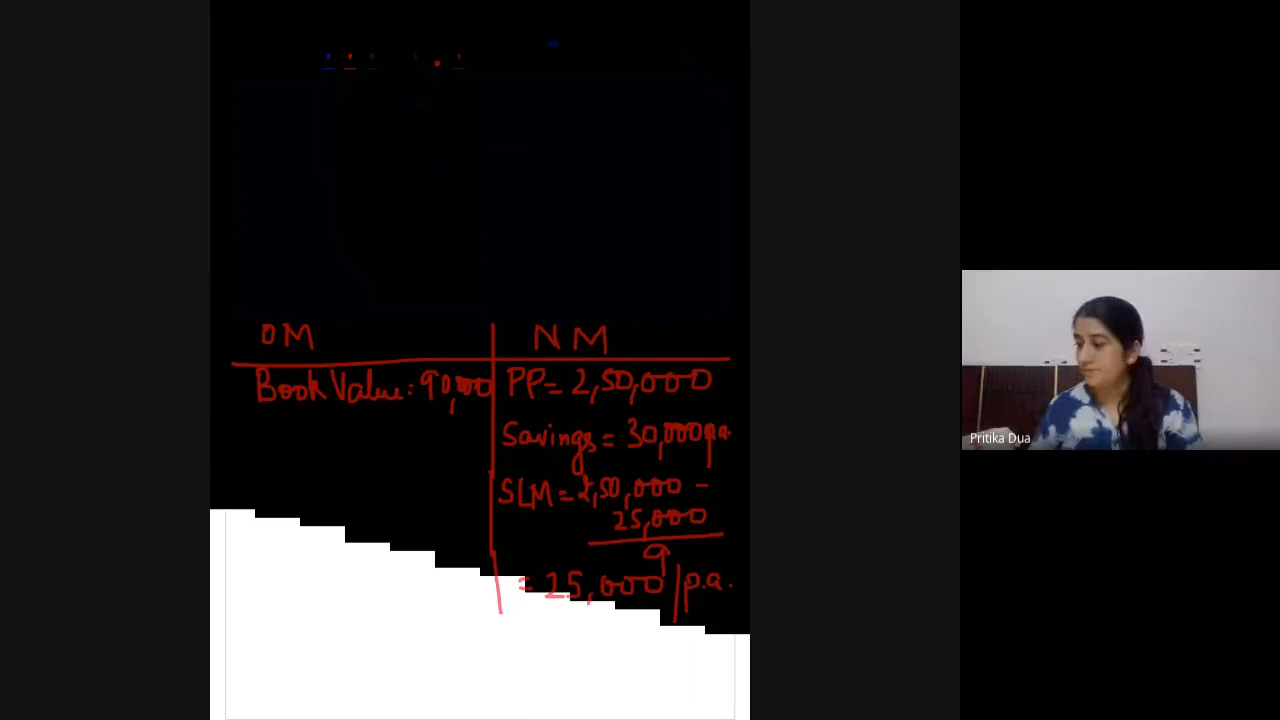 OM NM
Book Value: 90,000 PP = 2,50,000
Savings = 30,000 p.a.
SLM = 2,50,000 -
25,000
9
= 25,000 / p.a.
Pritika Dua